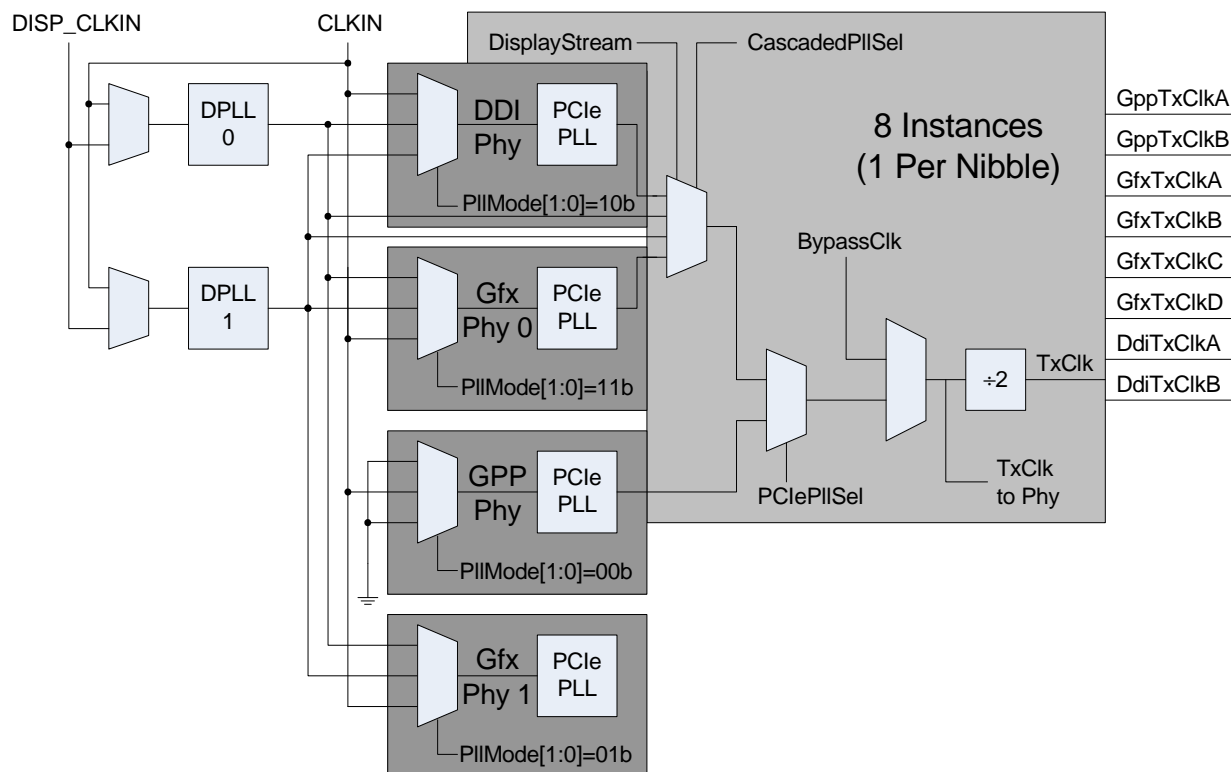 DISP_CLKIN
CLKIN
DisplayStream
CascadedPllSel
DPLL
0
DDI
Phy
PCIe
PLL
PllMode[1:0]=10b
8 Instances
(1 Per Nibble)
GppTxClkA
GppTxClkB
GfxTxClkA
GfxTxClkB
GfxTxClkC
GfxTxClkD
DdiTxClkA
DdiTxClkB
BypassClk
DPLL
1
Gfx
Phy 0
PCIe
PLL
PllMode[1:0]=11b
÷2
TxClk
TxClk
to Phy
PCIePllSel
GPP
Phy
PCIe
PLL
PllMode[1:0]=00b
Gfx
Phy 1
PCIe
PLL
PllMode[1:0]=01b